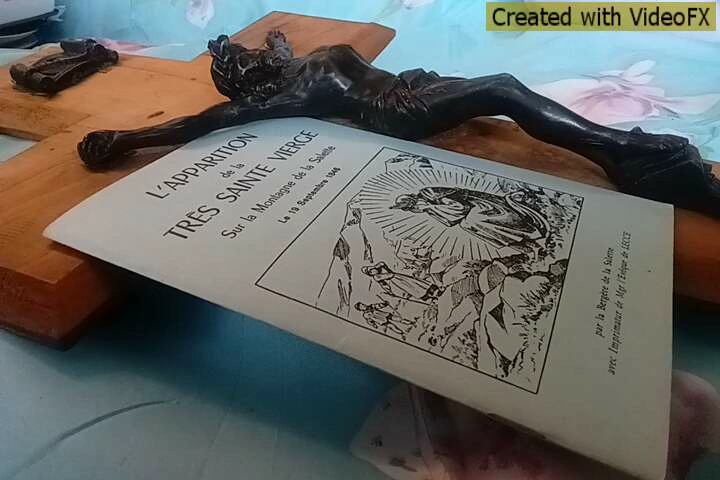 Created with VideoFX
L'APPARITION
de la
TRÈS SAINTE VIERGE
Sur la Montagne de la Salette
Le 19 Septembre 1846
par la Bergère de la Salette
avec Imprimatur de Mgr l'Evêque de LECCE